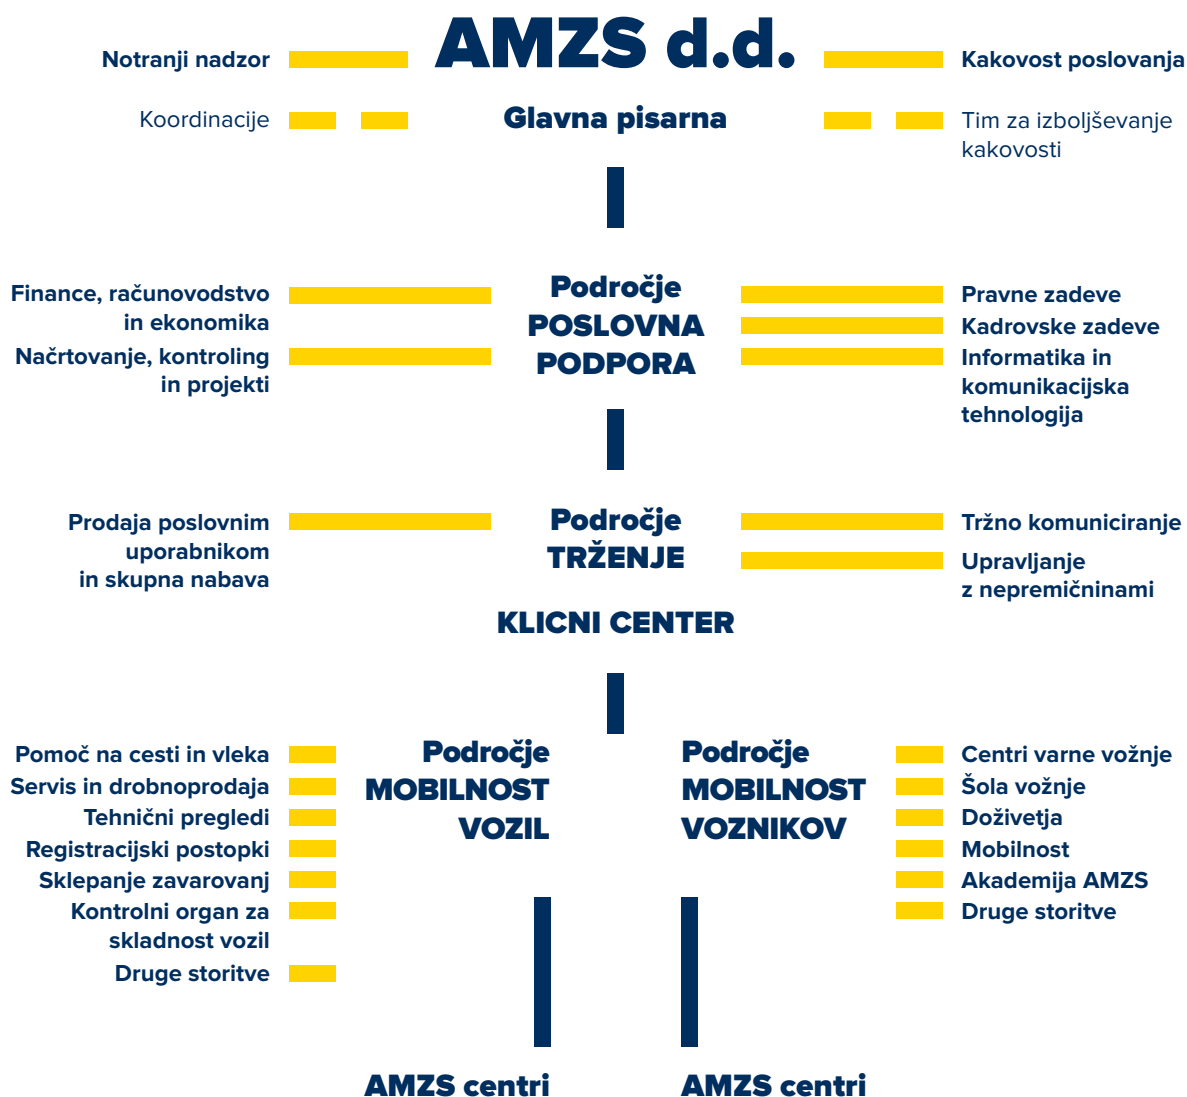 AMZS d.d.
Notranji nadzor
Kakovost poslovanja
Koordinacije
Glavna pisarna
Tim za izboljševanje
kakovosti
Finance, računovodstvo
in ekonomika
Načrtovanje, kontroling
in projekti
Področje
POSLOVNA
PODPORA
Pravne zadeve
Kadrovske zadeve
Informatika in
komunikacijska
tehnologija
Prodaja poslovnim
uporabnikom
in skupna nabava
Področje
TRŽENJE
Tržno komuniciranje
Upravljanje
z nepremičninami
KLICNI CENTER
Pomoč na cesti in vleka
Servis in drobnoprodaja
Tehnični pregledi
Registracijski postopki
Sklepanje zavarovanj
Kontrolni organ za
skladnost vozil
Druge storitve
Področje
MOBILNOST
VOZIL
Področje
MOBILNOST
VOZNIKOV
Centri varne vožnje
Šola vožnje
Doživetja
Mobilnost
Akademija AMZS
Druge storitve
AMZS centri
AMZS centri